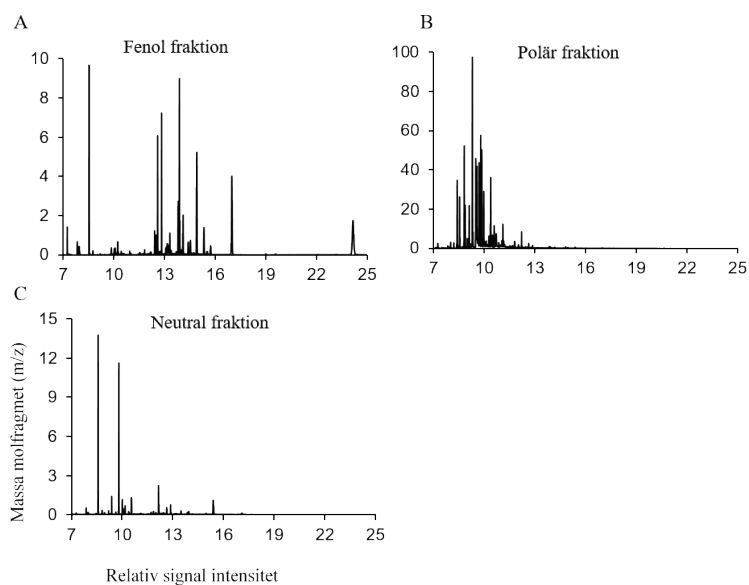 A
Fenol fraktion
10
8
6
4
2
0
7 10 13 16 19 22 25
B
Polär fraktion
100
80
60
40
20
0
7 10 13 16 19 22 25
C
Neutral fraktion
Massa molfragmet (m/z)
15
12
9
6
3
0
7 10 13 16 19 22 25
Relativ signal intensitet